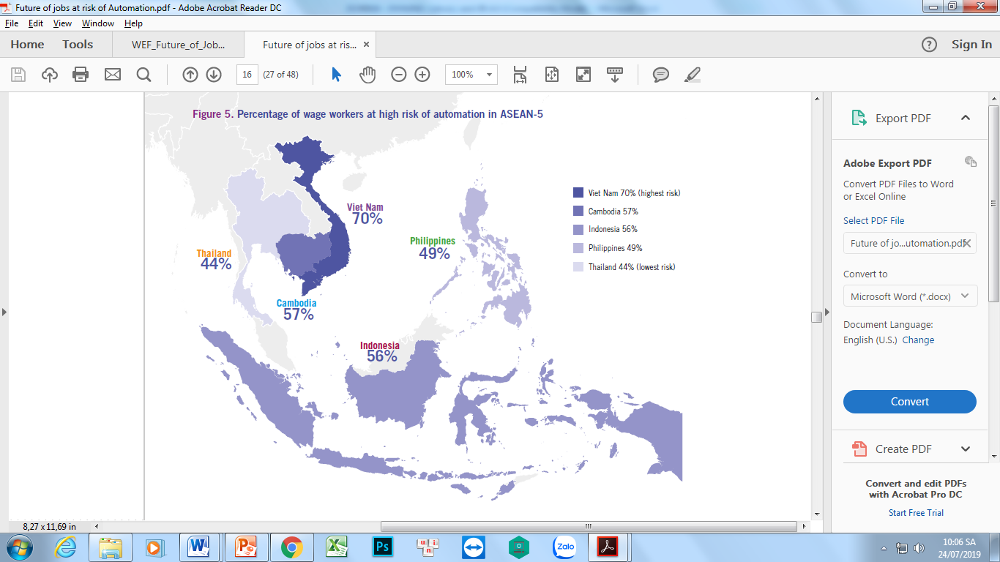 Future of jobs at risk of Automation.pdf - Adobe Acrobat Reader DC
File Edit View Window Help
Home Tools WEF_Future_of_Job... Future of jobs at ris... × Sign In
16 (27 of 48) 100%
Figure 5. Percentage of wage workers at high risk of automation in ASEAN-5
Viet Nam
70%
Philippines
49%
Thailand
44%
Cambodia
57%
Indonesia
56%
Viet Nam 70% (highest risk)
Cambodia 57%
Indonesia 56%
Philippines 49%
Thailand 44% (lowest risk)
Export PDF
Adobe Export PDF
Convert PDF Files to Word
or Excel Online
Select PDF File
Future of jo...utomation.pdf
Convert to
Microsoft Word (*.docx)
Document Language:
English (U.S.) Change
Convert
Create PDF
Convert and edit PDFs
with Acrobat Pro DC
Start Free Trial
8,27 x 11,69 in
Ps
Zalo
10:06 SA
24/07/2019